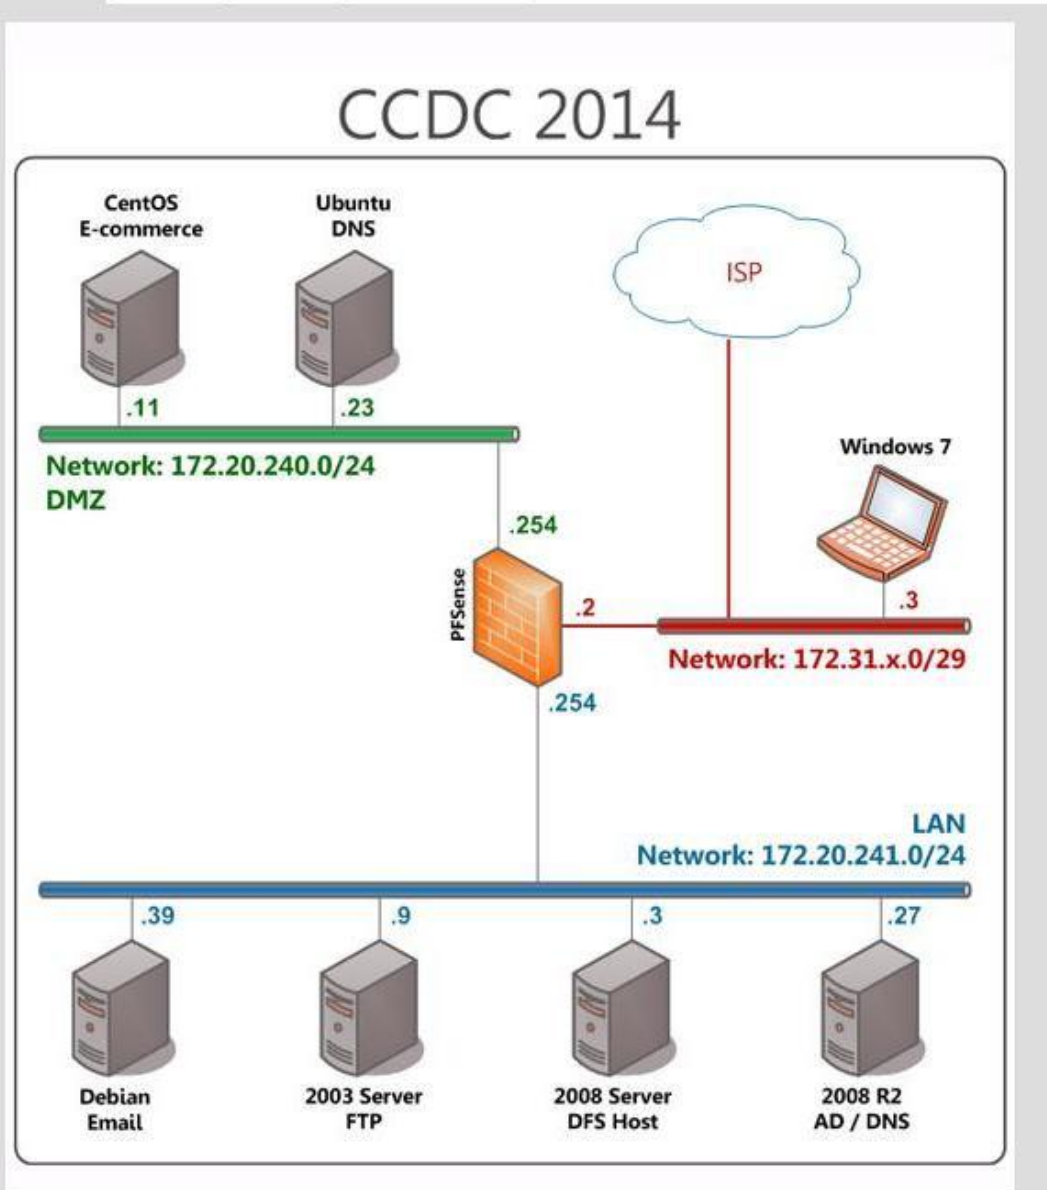 CCDC 2014
CentOS
E-commerce
Ubuntu
DNS
ISP
.11
.23
Network: 172.20.240.0/24
DMZ
Windows 7
.254
PFSense
.2
.3
Network: 172.31.x.0/29
.254
LAN
Network: 172.20.241.0/24
.39
.9
.3
.27
Debian
Email
2003 Server
FTP
2008 Server
DFS Host
2008 R2
AD / DNS